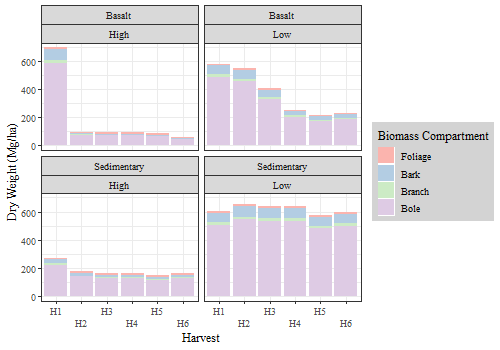 Basalt
Basalt
High
Low
600
400
200
0
Sedimentary
Sedimentary
High
Low
600
400
200
0
H1
H2
H3
H4
H5
H6
H1
H2
H3
H4
H5
H6
Harvest
Dry Weight (Mg/ha)
Biomass Compartment
Foliage
Bark
Branch
Bole